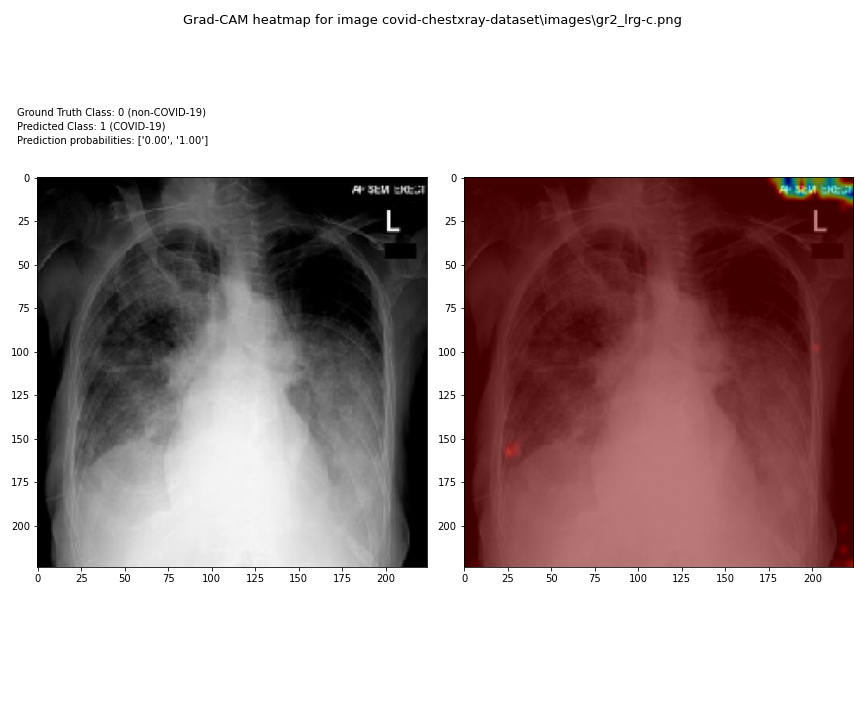 Grad-CAM heatmap for image covid-chestxray-dataset\images\gr2_lrg-c.png
Ground Truth Class: 0 (non-COVID-19)
Predicted Class: 1 (COVID-19)
Prediction probabilities: ['0.00', '1.00']
0
25
50
75
100
125
150
175
200
0 25 50 75 100 125 150 175 200
L
0
25
50
75
100
125
150
175
200
0 25 50 75 100 125 150 175 200
L